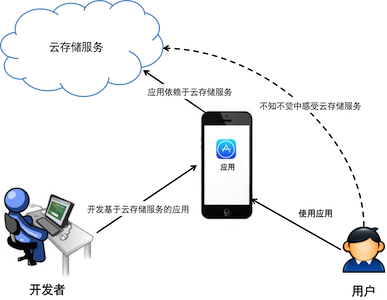 云存储服务
应用依赖于云存储服务
不知不觉中感受云存储服务
应用
开发基于云存储服务的应用
使用应用
开发者
用户